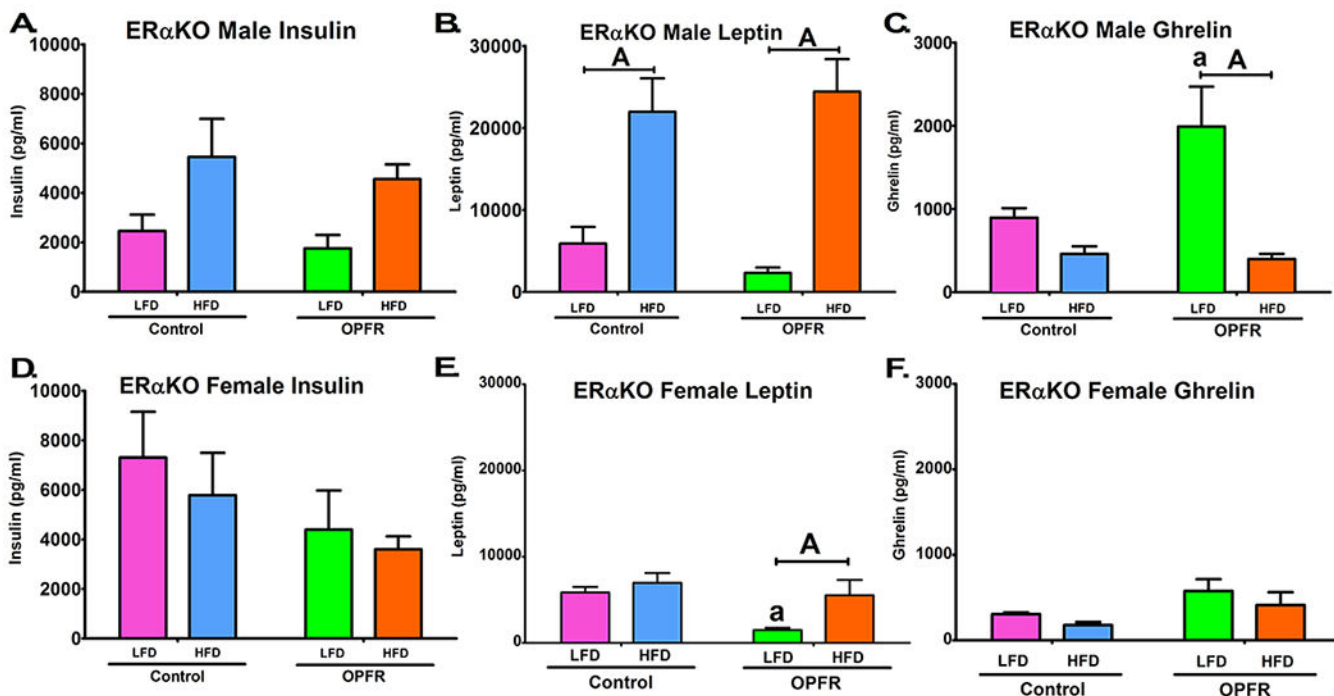 A.
ERαKO Male Insulin
Insulin (pg/ml)
10000
8000
6000
4000
2000
0
LFD HFD LFD HFD
Control OPFR
B.
ERαKO Male Leptin
Leptin (pg/ml)
30000
20000
10000
0
A A
LFD HFD LFD HFD
Control OPFR
C.
ERαKO Male Ghrelin
Ghrelin (pg/ml)
3000
2000
1000
0
a A
LFD HFD LFD HFD
Control OPFR
D.
ERαKO Female Insulin
Insulin (pg/ml)
10000
8000
6000
4000
2000
0
LFD HFD LFD HFD
Control OPFR
E.
ERαKO Female Leptin
Leptin (pg/ml)
30000
20000
10000
0
A
a
LFD HFD LFD HFD
Control OPFR
F.
ERαKO Female Ghrelin
Ghrelin (pg/ml)
3000
2000
1000
0
LFD HFD LFD HFD
Control OPFR